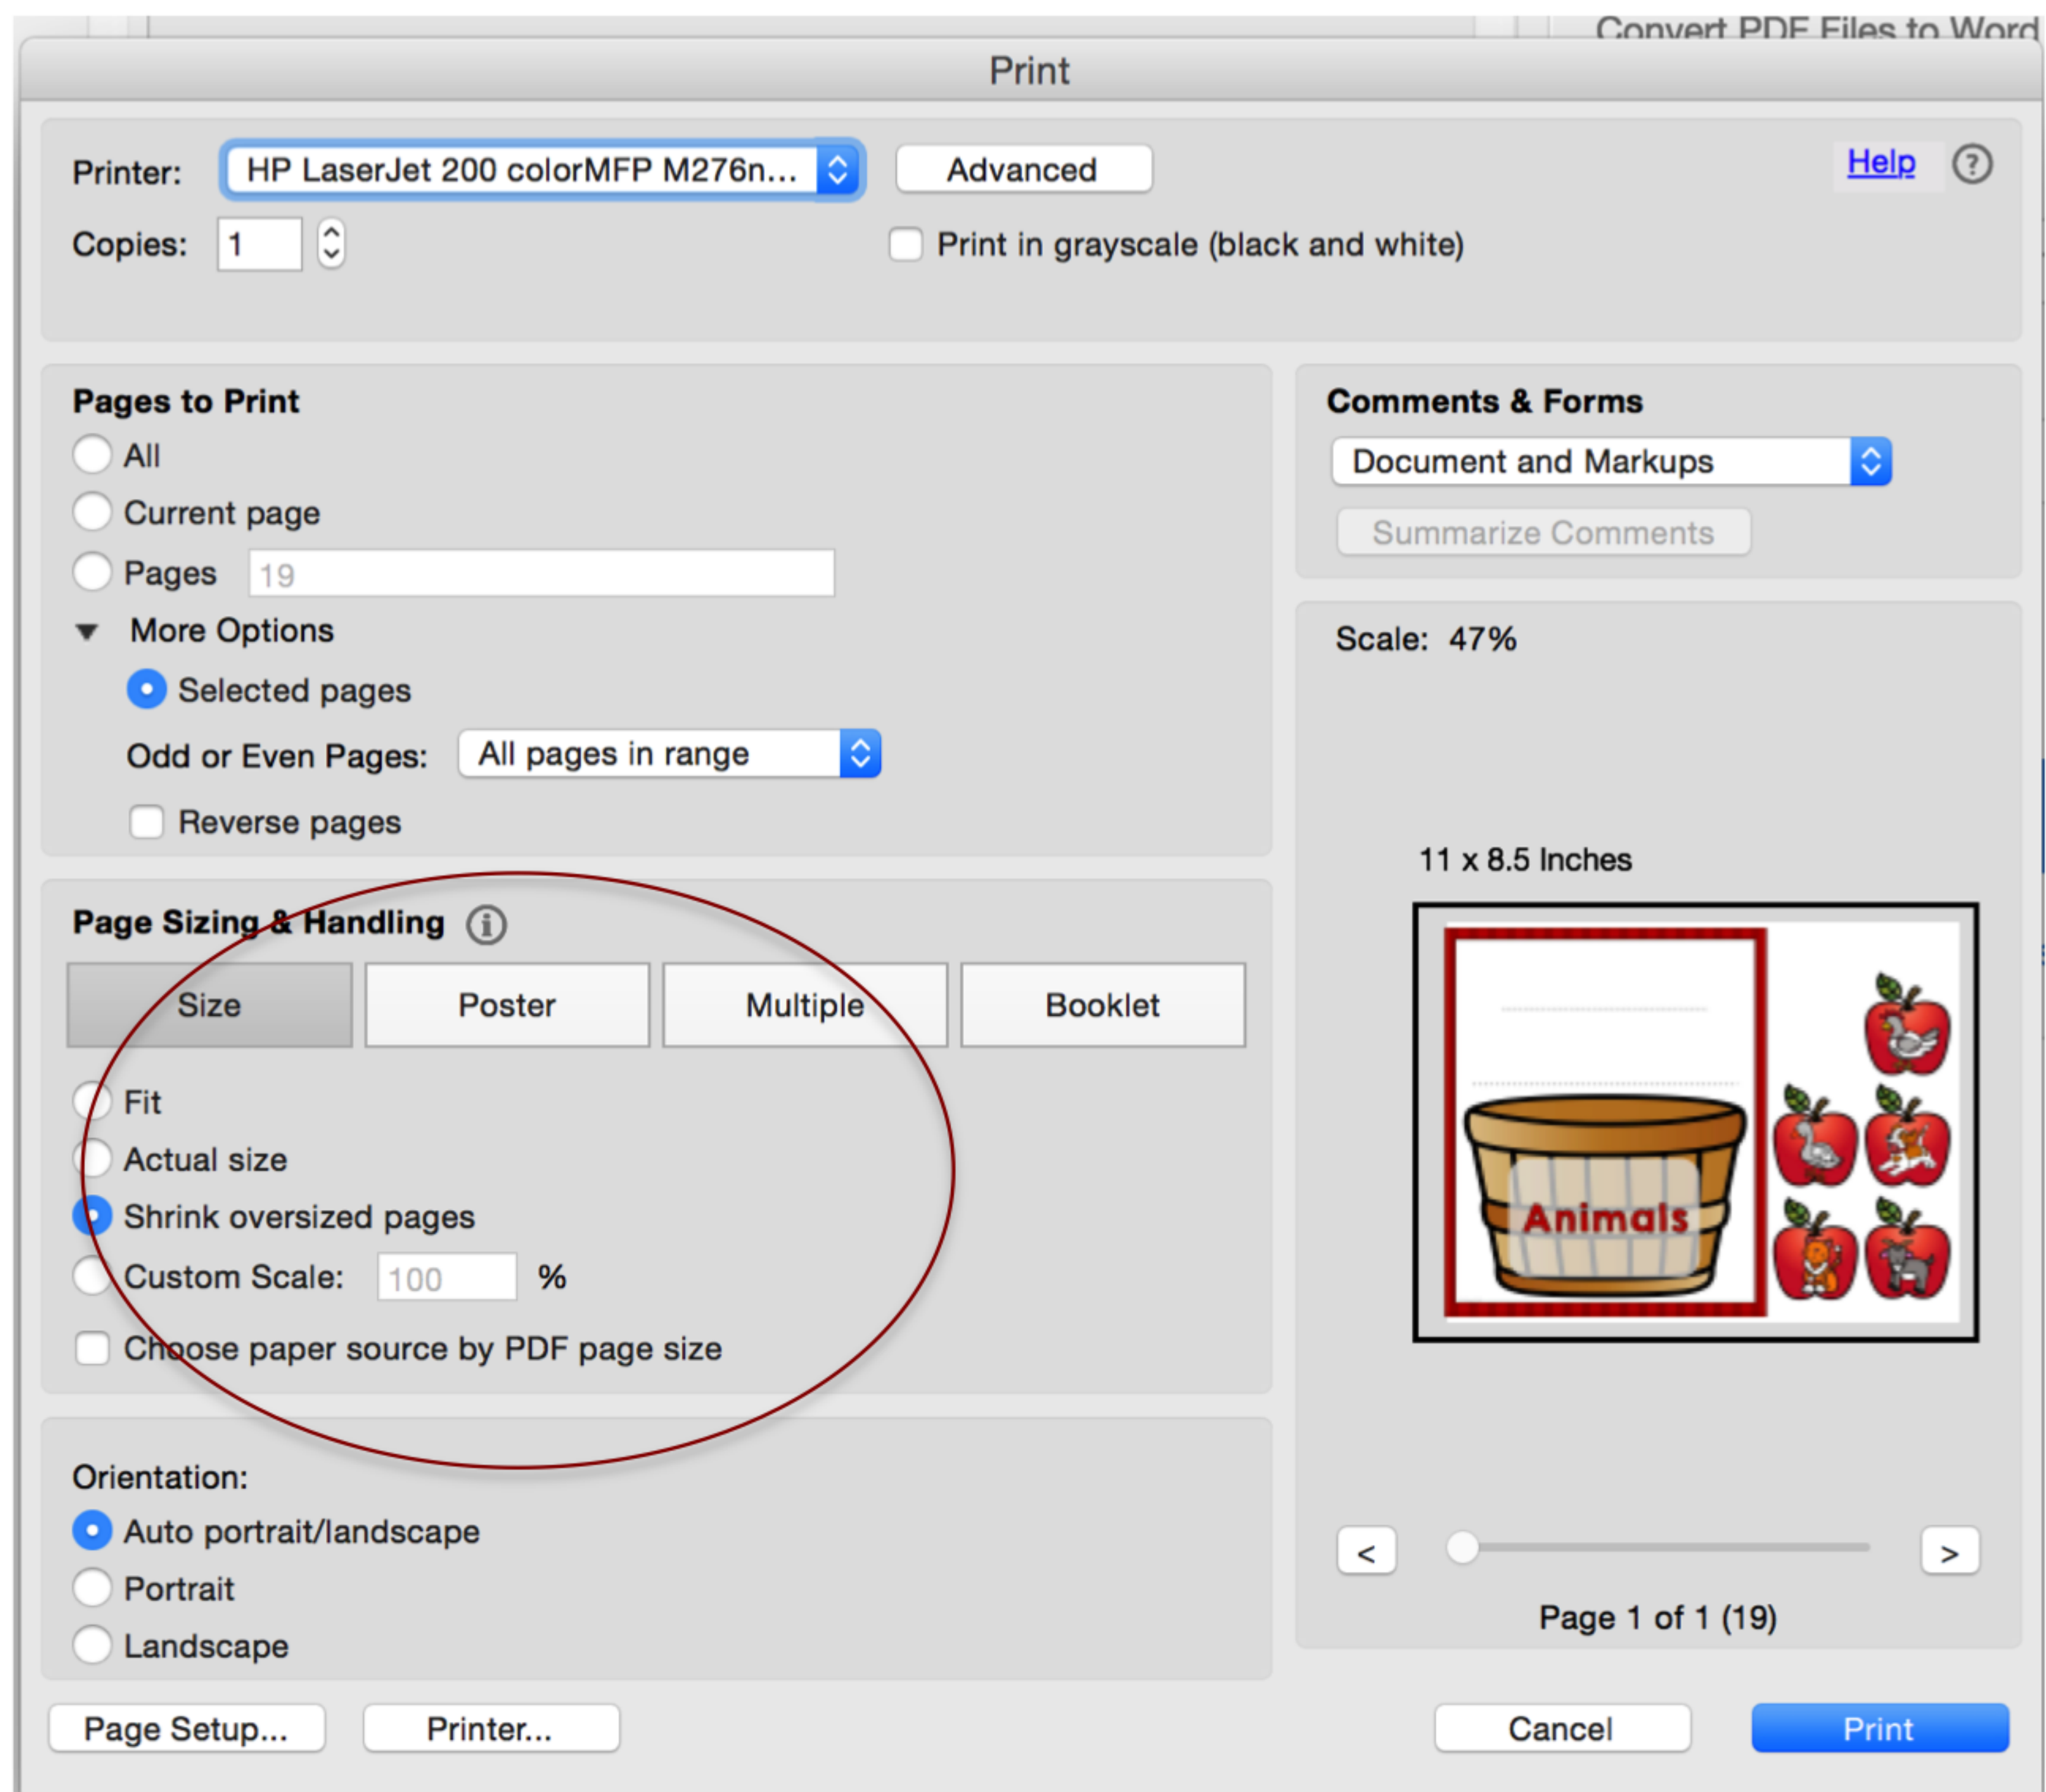 Convert PDF Files to Word
Print
Printer: HP LaserJet 200 colorMFP M276n... Advanced Help ?
Copies: 1 Print in grayscale (black and white)
Pages to Print
All
Current page
Pages 19
More Options
Selected pages
Odd or Even Pages: All pages in range
Reverse pages
Comments & Forms
Document and Markups
Summarize Comments
Page Sizing & Handling i
Size Poster Multiple Booklet
Fit
Actual size
Shrink oversized pages
Custom Scale: 100 %
Choose paper source by PDF page size
Scale: 47%
11 x 8.5 Inches
Animals
< >
Page 1 of 1 (19)
Orientation:
Auto portrait/landscape
Portrait
Landscape
Page Setup... Printer... Cancel Print